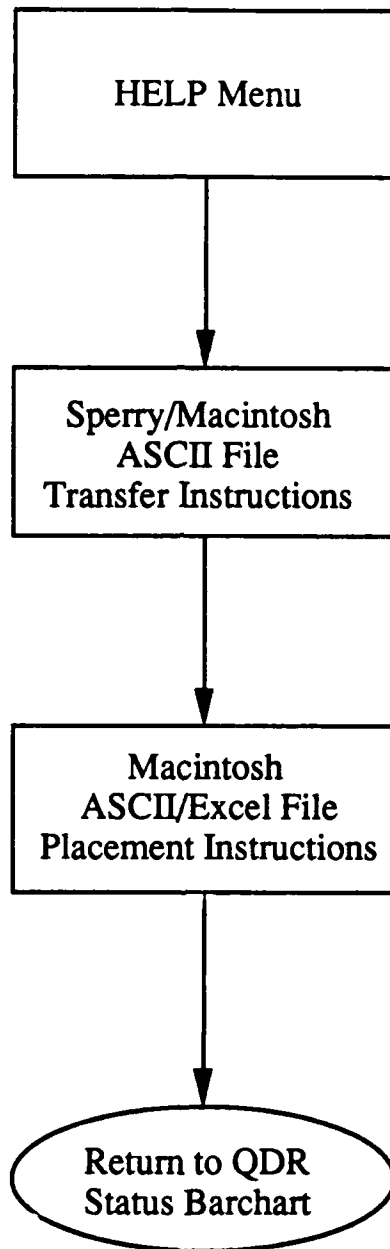 HELP Menu
Sperry/Macintosh
ASCII File
Transfer Instructions
Macintosh
ASCII/Excel File
Placement Instructions
Return to QDR
Status Barchart